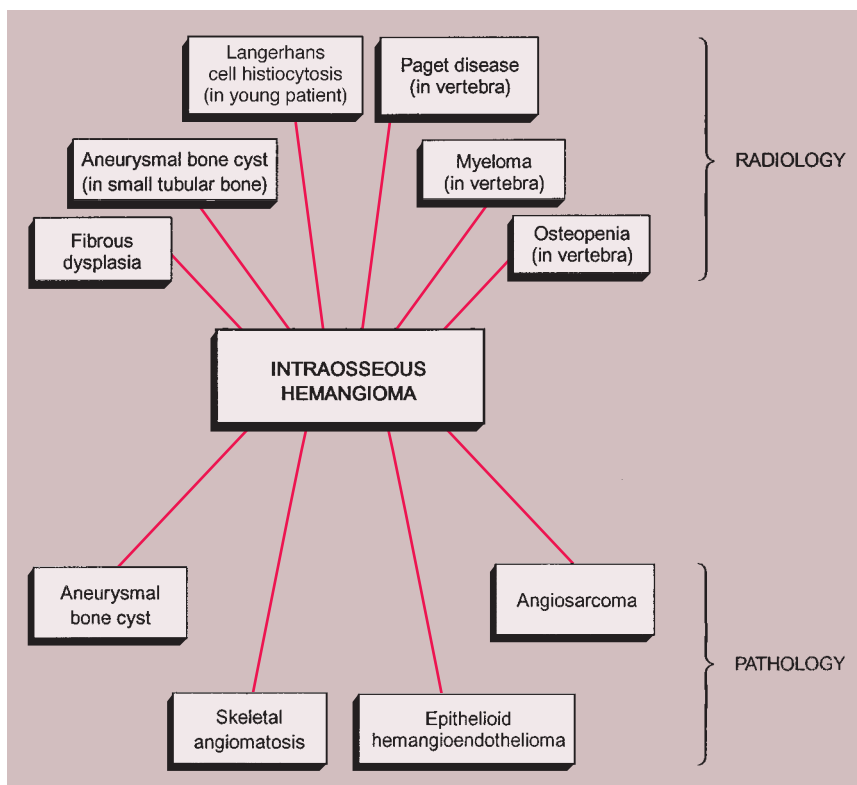 Langerhans
cell histiocytosis
(in young patient)
Paget disease
(in vertebra)
Aneurysmal bone cyst
(in small tubular bone)
Myeloma
(in vertebra)
RADIOLOGY
Fibrous
dysplasia
Osteopenia
(in vertebra)
INTRAOSSEOUS
HEMANGIOMA
Aneurysmal
bone cyst
Angiosarcoma
PATHOLOGY
Skeletal
angiomatosis
Epithelioid
hemangioendothelioma